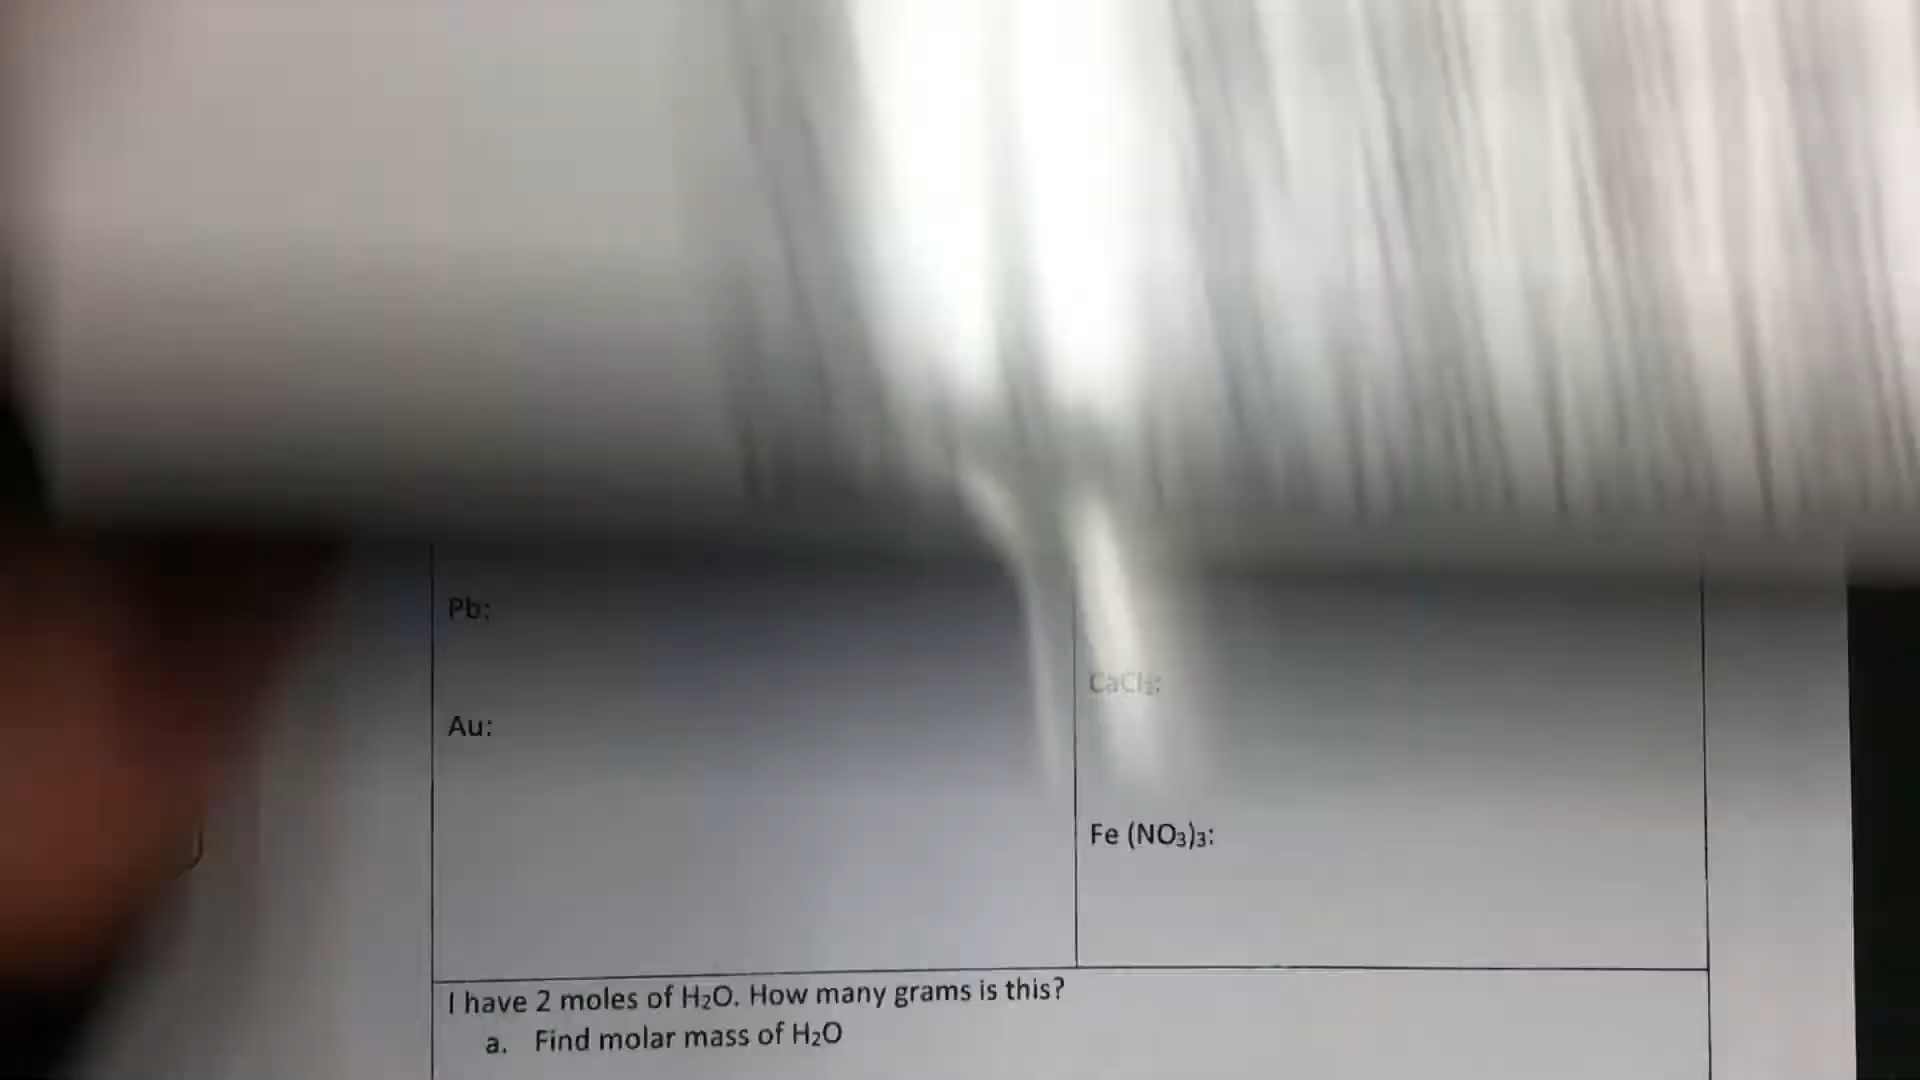 Pb:
Au:
CaCl₂:
Fe (NO₃)₃:
I have 2 moles of H₂O. How many grams is this?
a. Find molar mass of H₂O